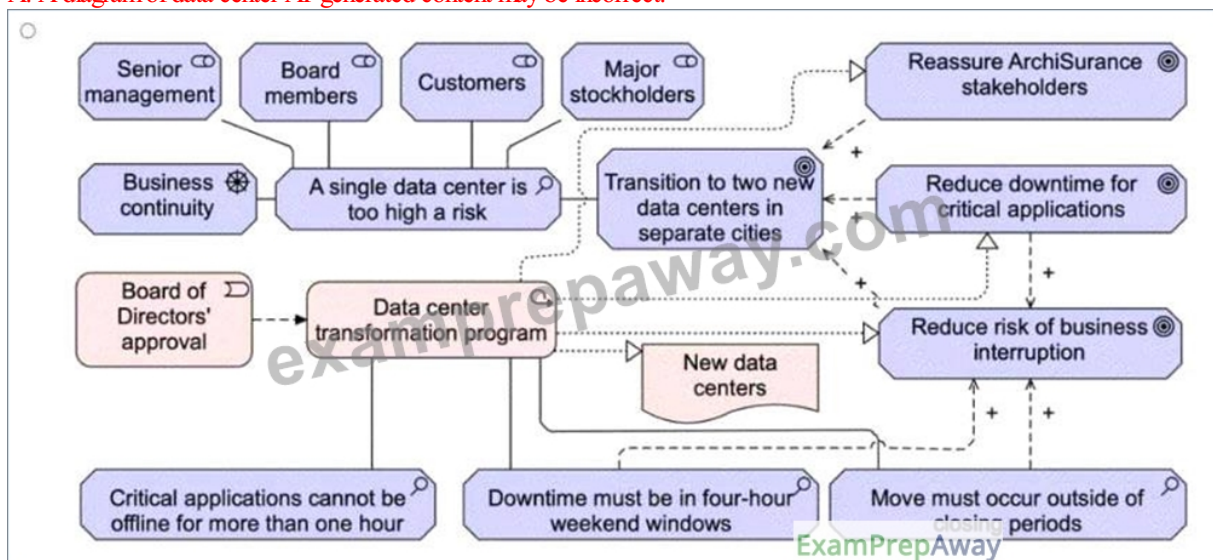 A. A diagram of data center AI-generated content may be incorrect.
Senior management
Board members
Customers
Major stockholders
Reassure ArchiSurance stakeholders
Business continuity
A single data center is too high a risk
Transition to two new data centers in separate cities
Reduce downtime for critical applications
+
+
+
+
Board of Directors' approval
Data center transformation program
Reduce risk of business interruption
New data centers
+
+
Critical applications cannot be offline for more than one hour
Downtime must be in four-hour weekend windows
Move must occur outside of closing periods
examprepaway.com
ExamPrepAway